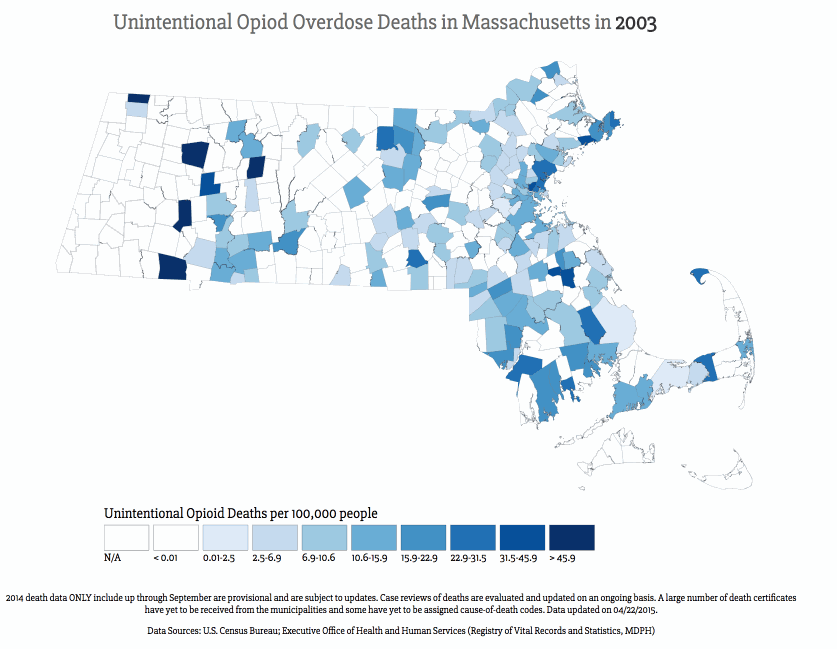 Unintentional Opiod Overdose Deaths in Massachusetts in 2003
Unintentional Opioid Deaths per 100,000 people
N/A < 0.01 0.01-2.5 2.5-6.9 6.9-10.6 10.6-15.9 15.9-22.9 22.9-31.5 31.5-45.9 > 45.9
2014 death data ONLY include up through September are provisional and are subject to updates. Case reviews of deaths are evaluated and updated on an ongoing basis. A large number of death certificates
have yet to be received from the municipalities and some have yet to be assigned cause-of-death codes. Data updated on 04/22/2015.
Data Sources: U.S. Census Bureau; Executive Office of Health and Human Services (Registry of Vital Records and Statistics, MDPH)